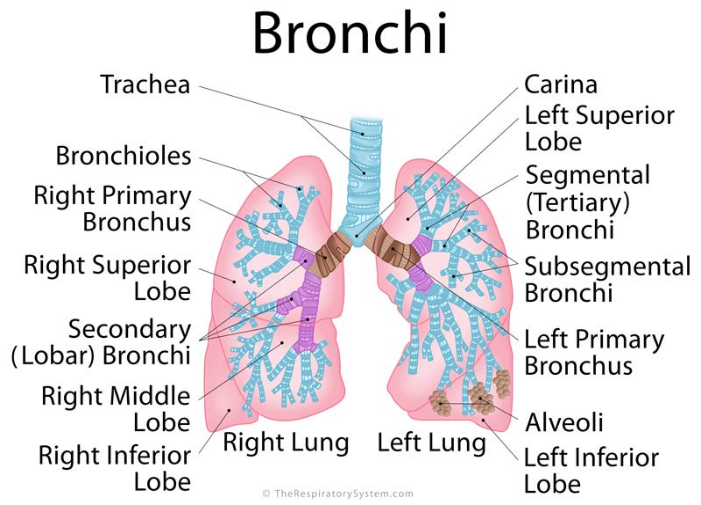 Bronchi
Trachea
Bronchioles
Right Primary
Bronchus
Right Superior
Lobe
Secondary
(Lobar) Bronchi
Right Middle
Lobe
Right Inferior
Lobe
Carina
Left Superior
Lobe
Segmental
(Tertiary)
Bronchi
Subsegmental
Bronchi
Left Primary
Bronchus
Alveoli
Left Inferior
Lobe
Right Lung
Left Lung
© TheRespiratorySystem.com